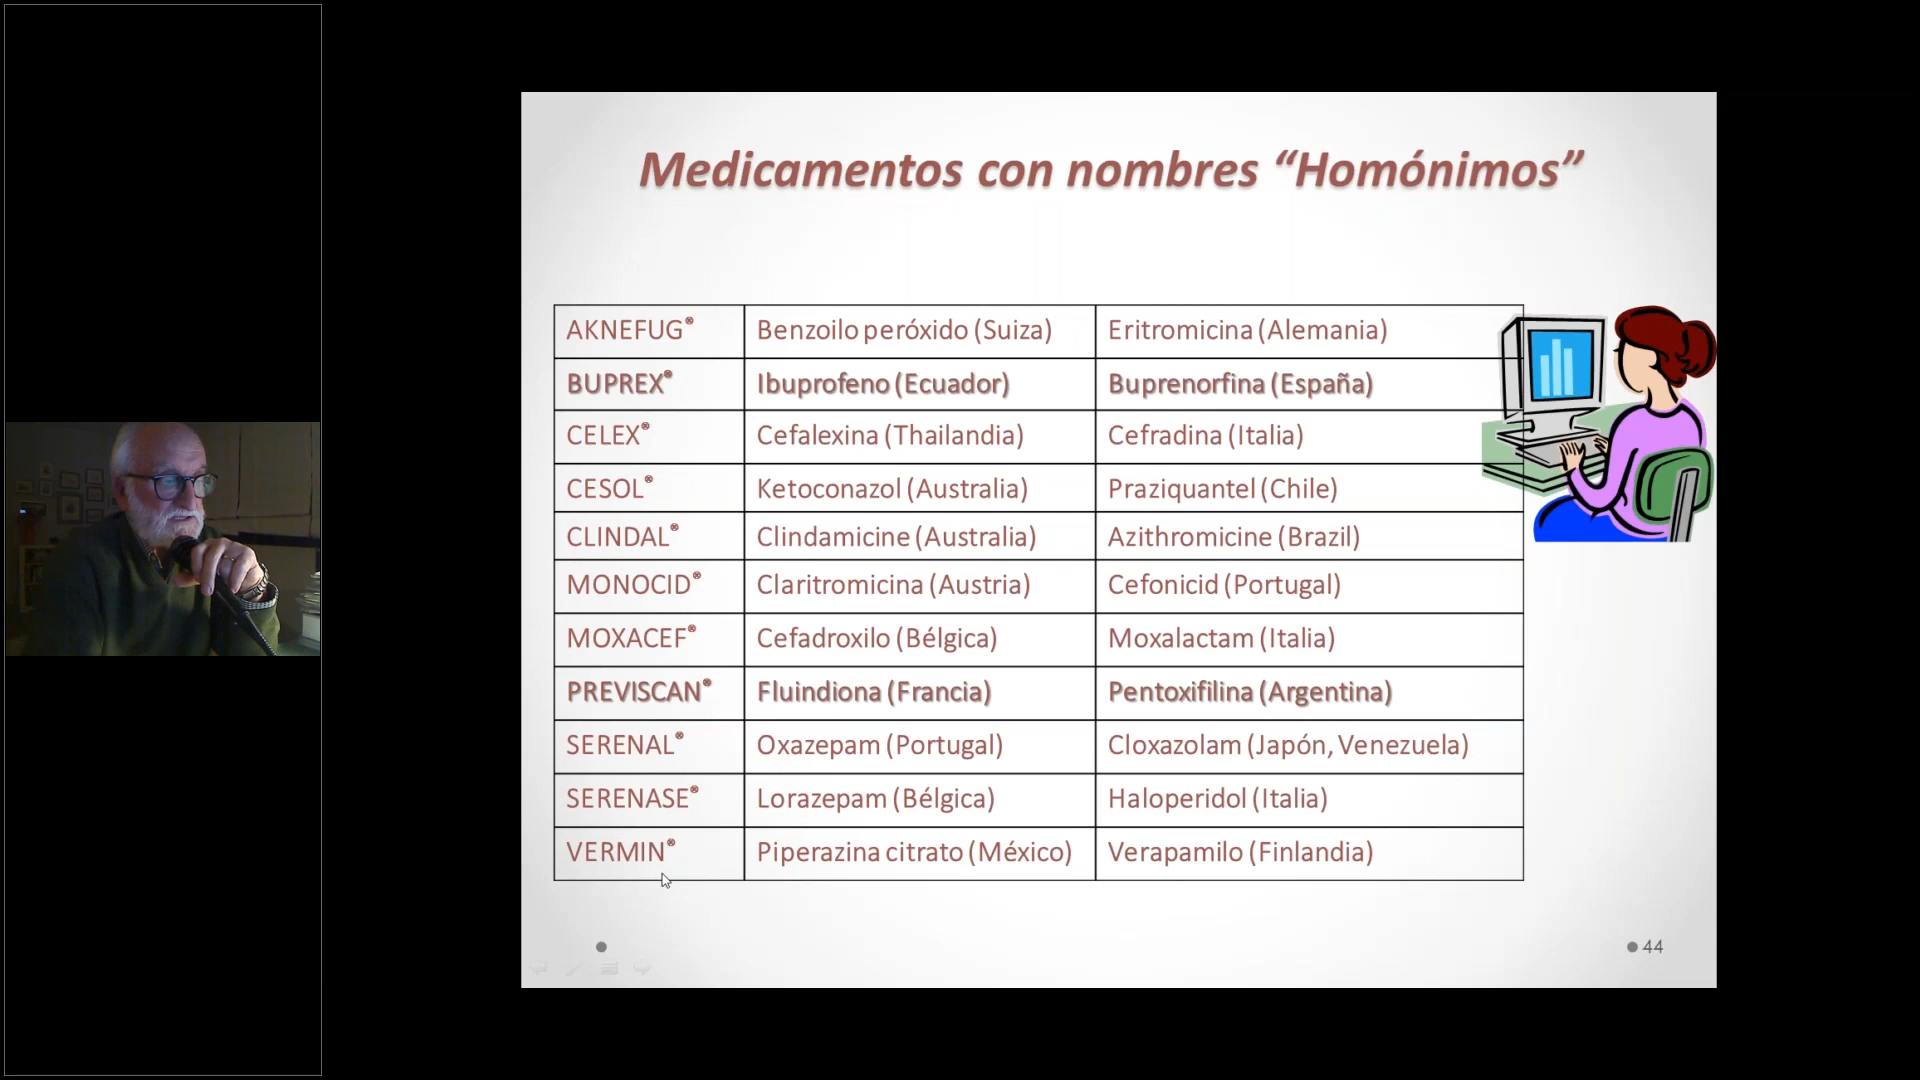 Medicamentos con nombres “Homónimos”
AKNEFUG® Benzoilo peróxido (Suiza) Eritromicina (Alemania)
BUPREX® Ibuprofeno (Ecuador) Buprenorfina (España)
CELEX® Cefalexina (Thailandia) Cefradina (Italia)
CESOL® Ketoconazol (Australia) Praziquantel (Chile)
CLINDAL® Clindamicine (Australia) Azithromicine (Brazil)
MONOCID® Claritromicina (Austria) Cefonicid (Portugal)
MOXACEF® Cefadroxilo (Bélgica) Moxalactam (Italia)
PREVISCAN® Fluindiona (Francia) Pentoxifilina (Argentina)
SERENAL® Oxazepam (Portugal) Cloxazolam (Japón, Venezuela)
SERENASE® Lorazepam (Bélgica) Haloperidol (Italia)
VERMIN® Piperazina citrato (México) Verapamilo (Finlandia)
44